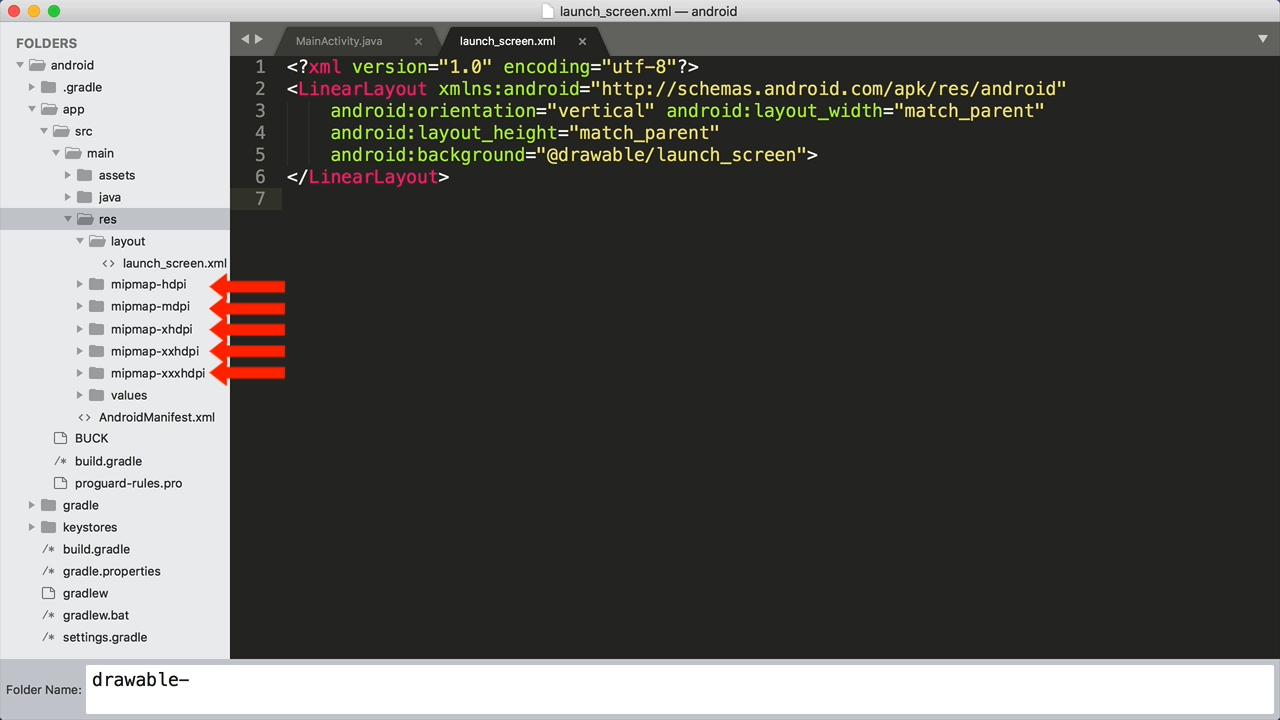 launch_screen.xml — android
FOLDERS
android
.gradle
app
src
main
assets
java
res
layout
<> launch_screen.xml
mipmap-hdpi
mipmap-mdpi
mipmap-xhdpi
mipmap-xxhdpi
mipmap-xxxhdpi
values
<> AndroidManifest.xml
BUCK
/* build.gradle
proguard-rules.pro
gradle
keystores
/* build.gradle
/* gradle.properties
gradlew
/* gradlew.bat
/* settings.gradle
MainActivity.java ×
launch_screen.xml ×
1 <?xml version="1.0" encoding="utf-8"?>
2 <LinearLayout xmlns:android="http://schemas.android.com/apk/res/android"
3 android:orientation="vertical" android:layout_width="match_parent"
4 android:layout_height="match_parent"
5 android:background="@drawable/launch_screen">
6 </LinearLayout>
7
Folder Name: drawable-